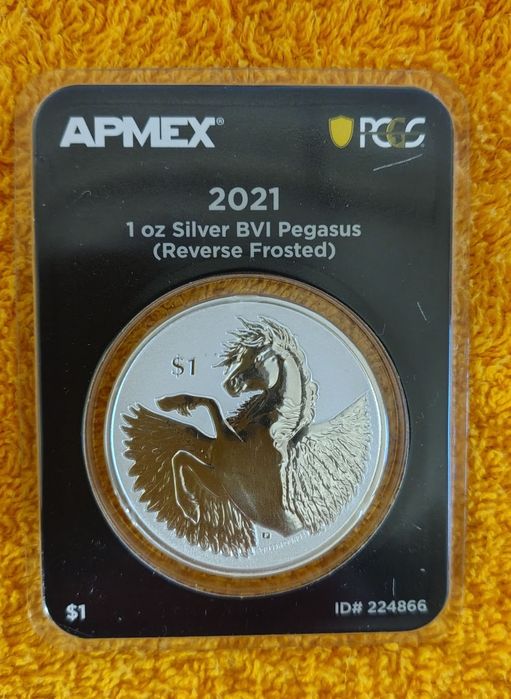 APMEX®
PCGS
2021
1 oz Silver BVI Pegasus
(Reverse Frosted)
$1
$1
ID# 224866